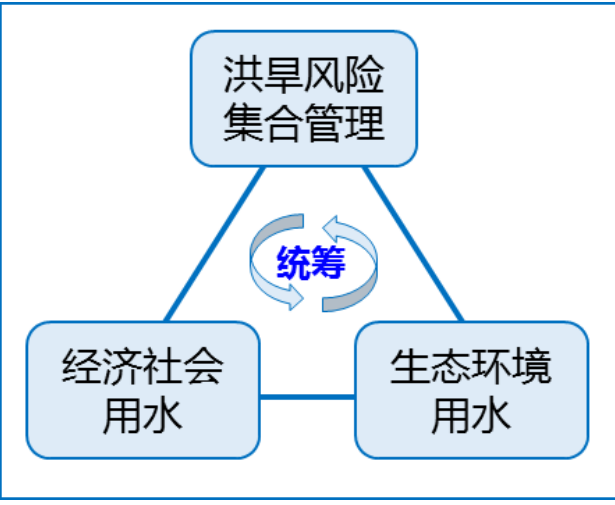 洪旱风险
集合管理
统筹
经济社会
用水
生态环境
用水